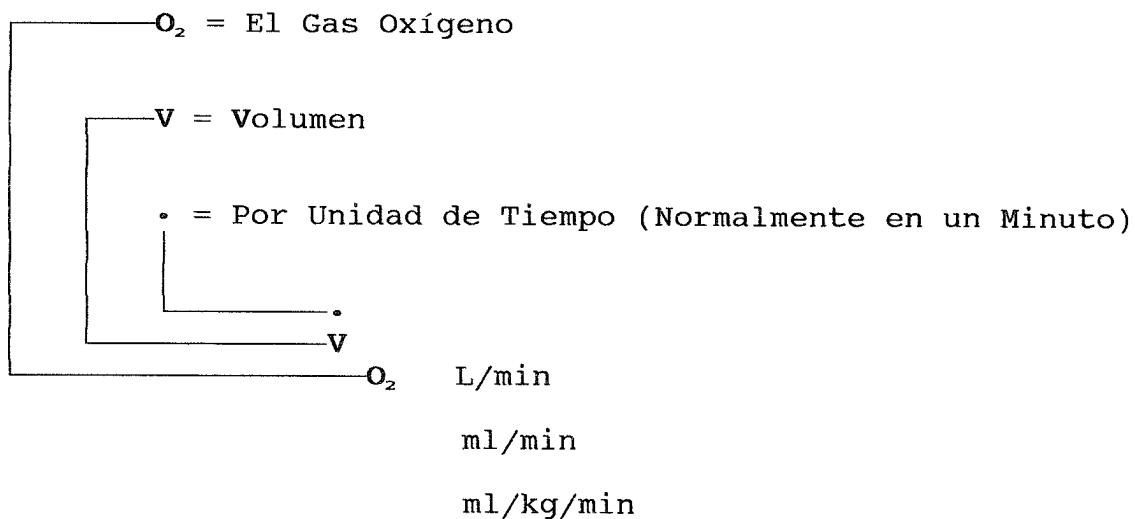 O₂ = El Gas Oxígeno
V = Volumen
• = Por Unidad de Tiempo (Normalmente en un Minuto)
•
V
O₂ L/min
ml/min
ml/kg/min